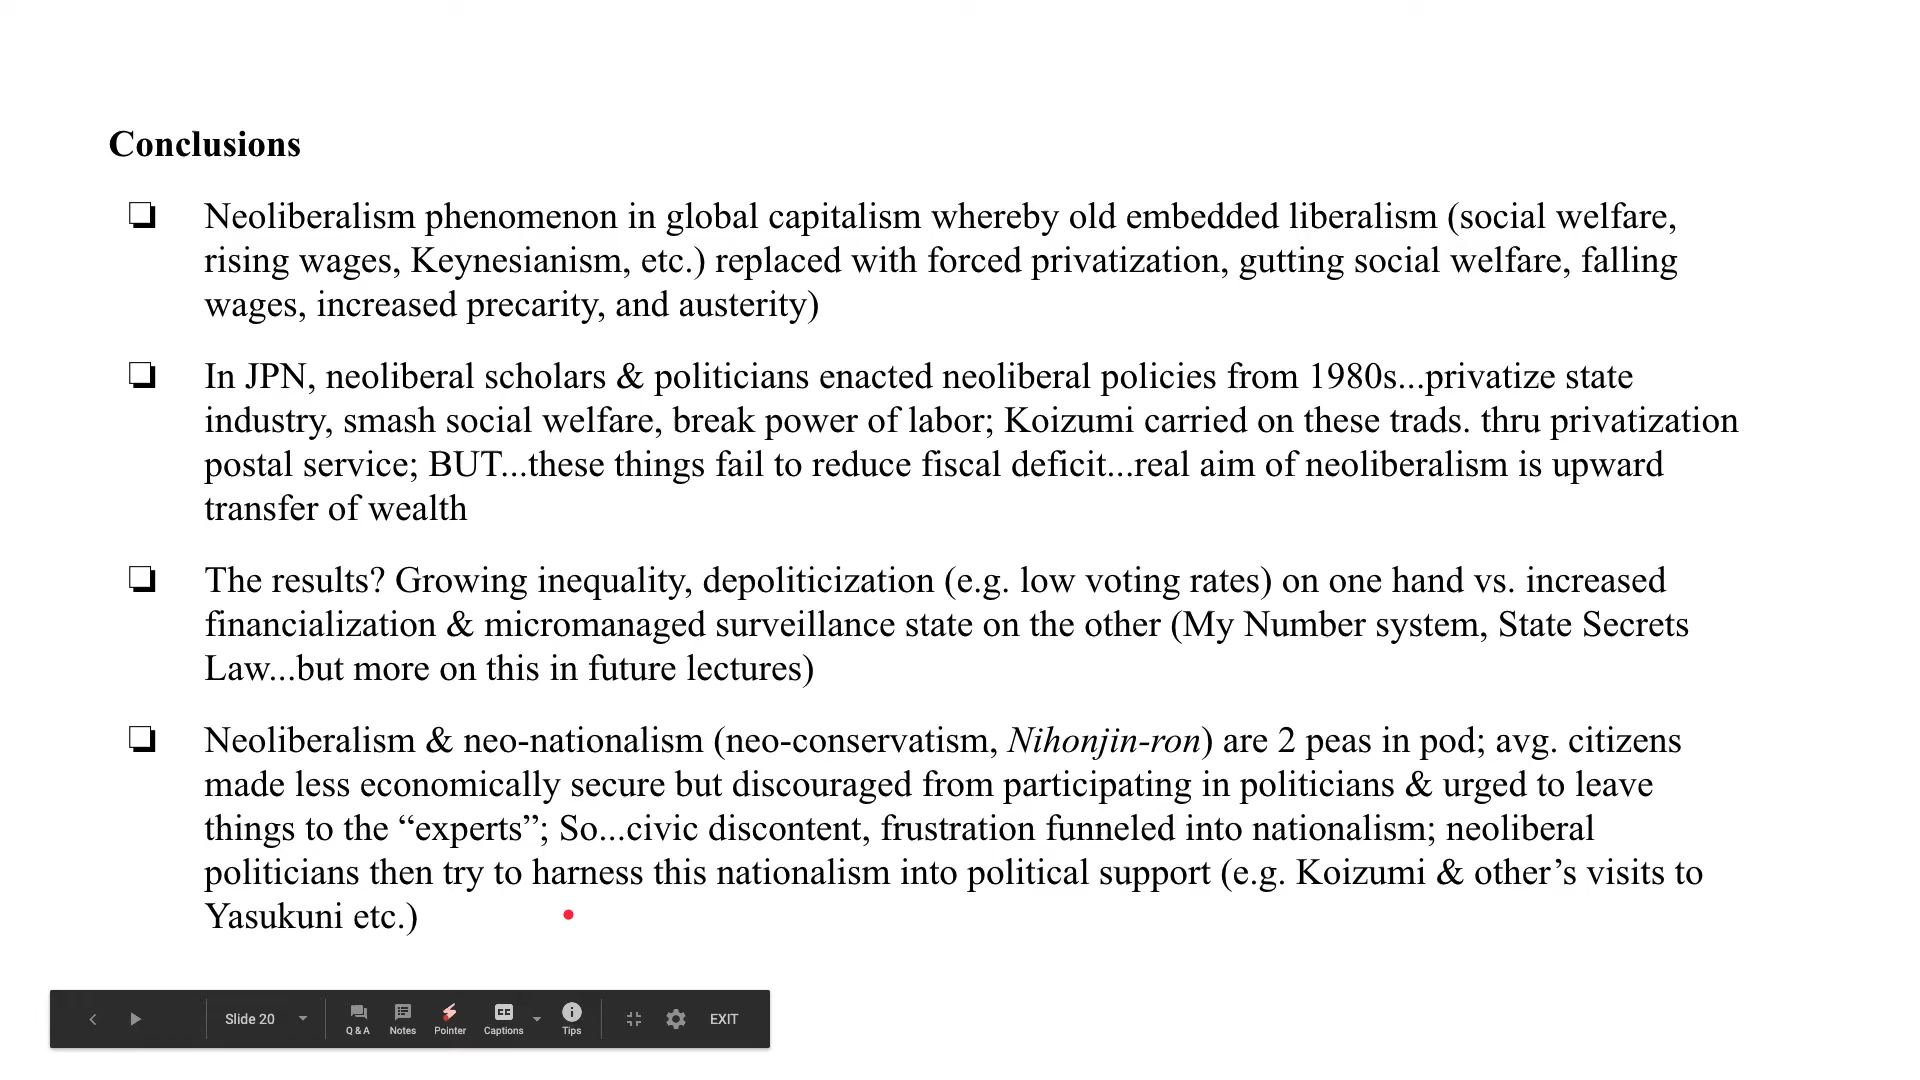 Conclusions
Neoliberalism phenomenon in global capitalism whereby old embedded liberalism (social welfare,
rising wages, Keynesianism, etc.) replaced with forced privatization, gutting social welfare, falling
wages, increased precarity, and austerity)
In JPN, neoliberal scholars & politicians enacted neoliberal policies from 1980s...privatize state
industry, smash social welfare, break power of labor; Koizumi carried on these trads. thru privatization
postal service; BUT...these things fail to reduce fiscal deficit...real aim of neoliberalism is upward
transfer of wealth
The results? Growing inequality, depoliticization (e.g. low voting rates) on one hand vs. increased
financialization & micromanaged surveillance state on the other (My Number system, State Secrets
Law...but more on this in future lectures)
Neoliberalism & neo-nationalism (neo-conservatism, Nihonjin-ron) are 2 peas in pod; avg. citizens
made less economically secure but discouraged from participating in politicians & urged to leave
things to the “experts”; So...civic discontent, frustration funneled into nationalism; neoliberal
politicians then try to harness this nationalism into political support (e.g. Koizumi & other’s visits to
Yasukuni etc.)
Slide 20
Q & A Notes Pointer Captions Tips
EXIT